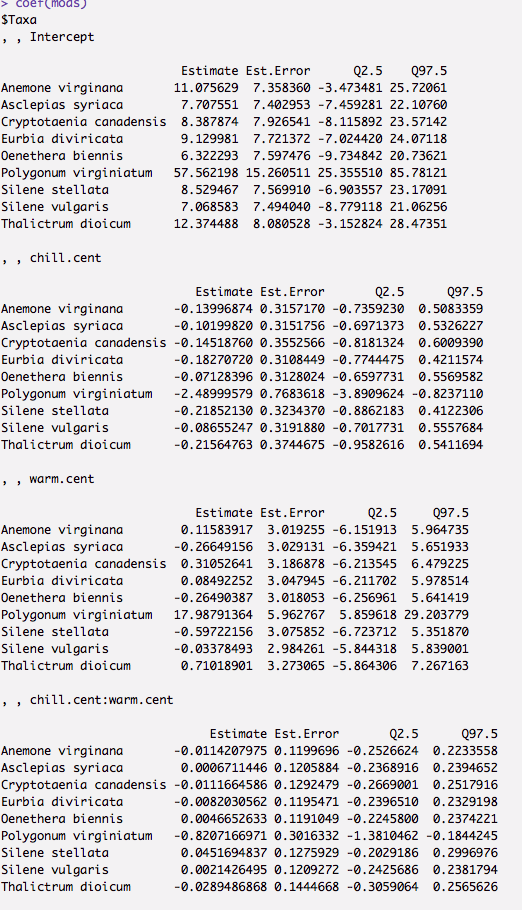 > coef(mods)
$Taxa
, , Intercept
Estimate Est.Error Q2.5 Q97.5
Anemone virginana 11.075629 7.358360 -3.473481 25.72061
Asclepias syriaca 7.707551 7.402953 -7.459281 22.10760
Cryptotaenia canadensis 8.387874 7.926541 -8.115892 23.57142
Eurbia diviricata 9.129981 7.721372 -7.024420 24.07118
Oenethera biennis 6.322293 7.597476 -9.734842 20.73621
Polygonum virginiatum 57.562198 15.260511 25.355510 85.78121
Silene stellata 8.529467 7.569910 -6.903557 23.17091
Silene vulgaris 7.068583 7.494040 -8.779118 21.06256
Thalictrum dioicum 12.374488 8.080528 -3.152824 28.47351
, , chill.cent
Estimate Est.Error Q2.5 Q97.5
Anemone virginana -0.13996874 0.3157170 -0.7359230 0.5083359
Asclepias syriaca -0.10199820 0.3151756 -0.6971373 0.5326227
Cryptotaenia canadensis -0.14518760 0.3552566 -0.8181324 0.6009390
Eurbia diviricata -0.18270720 0.3108449 -0.7744475 0.4211574
Oenethera biennis -0.07128396 0.3128024 -0.6597731 0.5569582
Polygonum virginiatum -2.48999579 0.7683618 -3.8909624 -0.8237110
Silene stellata -0.21852130 0.3234370 -0.8862183 0.4122306
Silene vulgaris -0.08655247 0.3191880 -0.7017731 0.5557684
Thalictrum dioicum -0.21564763 0.3744675 -0.9582616 0.5411694
, , warm.cent
Estimate Est.Error Q2.5 Q97.5
Anemone virginana 0.11583917 3.019255 -6.151913 5.964735
Asclepias syriaca -0.26649156 3.029131 -6.359421 5.651933
Cryptotaenia canadensis 0.31052641 3.186878 -6.213545 6.479225
Eurbia diviricata 0.08492252 3.047945 -6.211702 5.978514
Oenethera biennis -0.26490387 3.018053 -6.256961 5.641419
Polygonum virginiatum 17.98791364 5.962767 5.859618 29.203779
Silene stellata -0.59722156 3.075852 -6.723712 5.351870
Silene vulgaris -0.03378493 2.984261 -5.844318 5.839001
Thalictrum dioicum 0.71018901 3.273065 -5.864306 7.267163
, , chill.cent:warm.cent
Estimate Est.Error Q2.5 Q97.5
Anemone virginana -0.0114207975 0.1199696 -0.2526624 0.2233558
Asclepias syriaca 0.0006711446 0.1205884 -0.2368916 0.2394652
Cryptotaenia canadensis -0.0111664586 0.1292479 -0.2669001 0.2517916
Eurbia diviricata -0.0082030562 0.1195471 -0.2396510 0.2329198
Oenethera biennis 0.0046652633 0.1191049 -0.2245800 0.2374221
Polygonum virginiatum -0.8207166971 0.3016332 -1.3810462 -0.1844245
Silene stellata 0.0451694837 0.1275929 -0.2029186 0.2996976
Silene vulgaris 0.0021426495 0.1209272 -0.2425686 0.2381794
Thalictrum dioicum -0.0289486868 0.1444668 -0.3059064 0.2565626